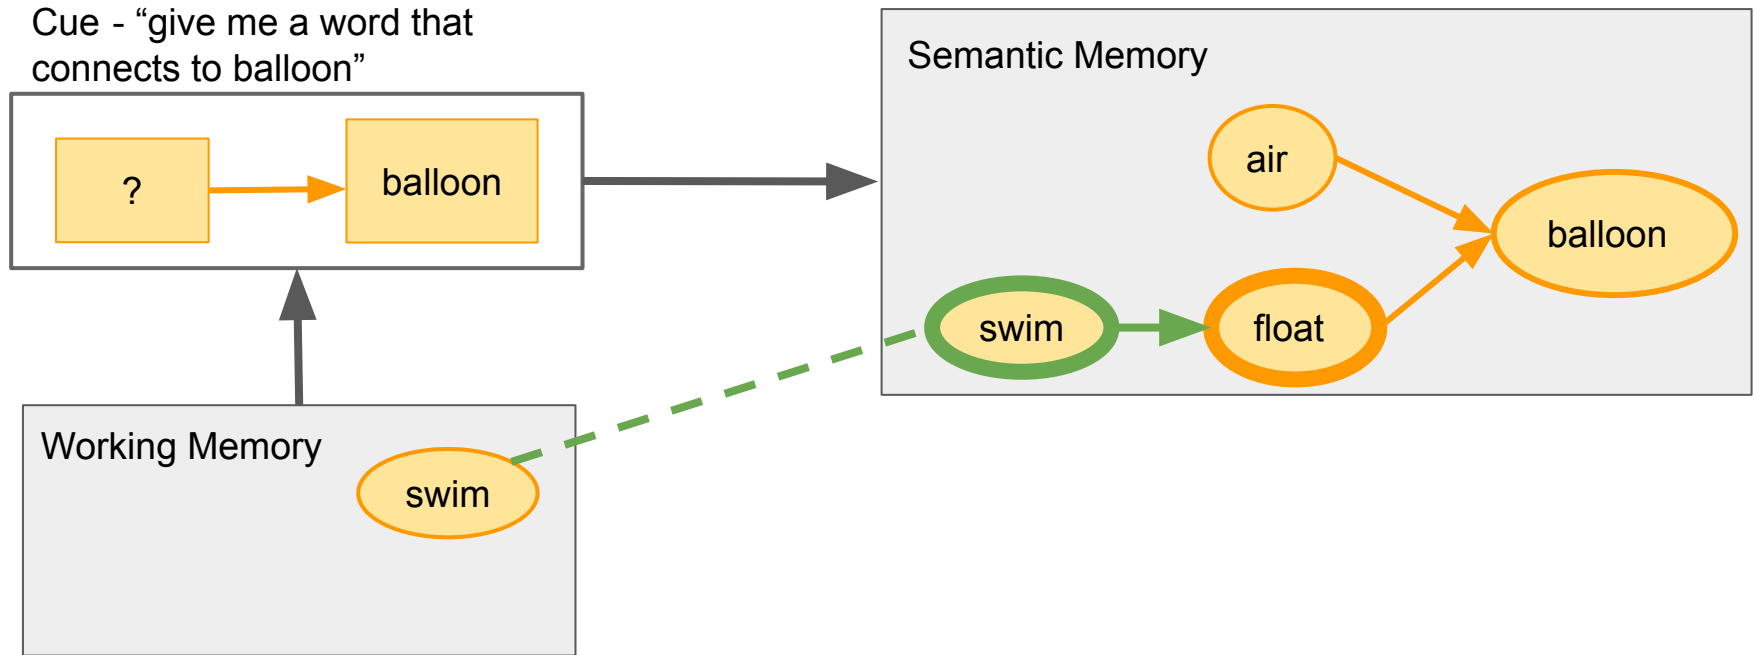 Cue - “give me a word that
connects to balloon”
?
balloon
Semantic Memory
air
balloon
swim
float
Working Memory
swim